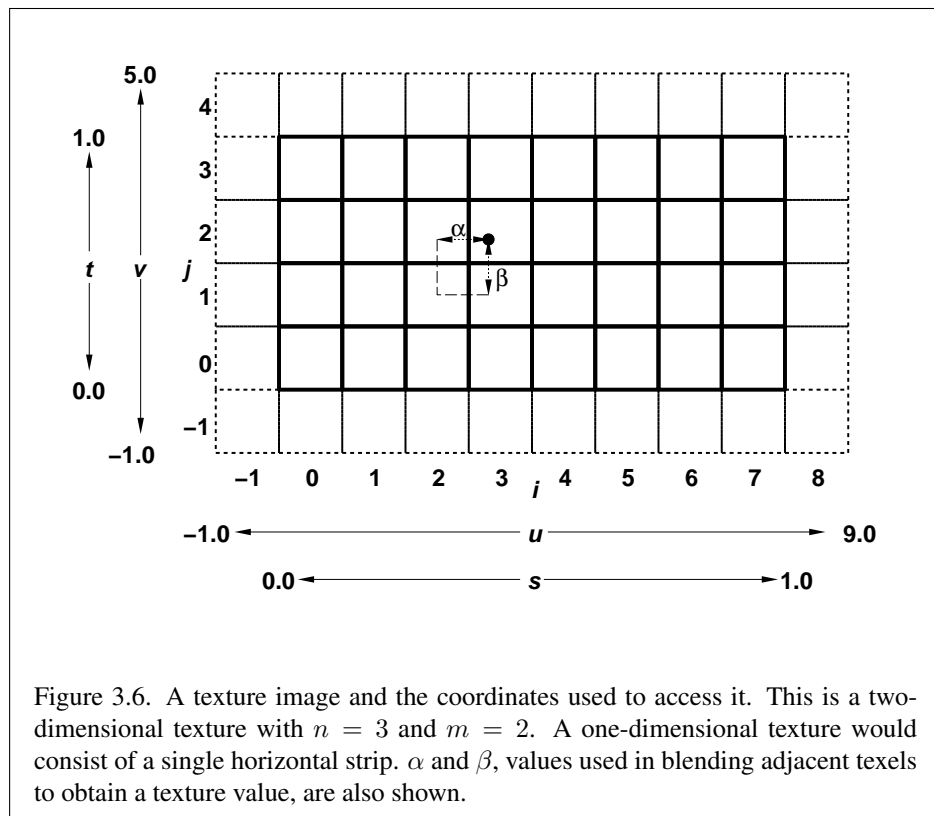 5.0
4
1.0
3
α
2
t v j
β
1
0
0.0
−1
−1.0
−1 0 1 2 3 4 5 6 7 8
i
−1.0 u 9.0
0.0 s 1.0
Figure 3.6. A texture image and the coordinates used to access it. This is a two-
dimensional texture with n = 3 and m = 2. A one-dimensional texture would
consist of a single horizontal strip. α and β, values used in blending adjacent texels
to obtain a texture value, are also shown.